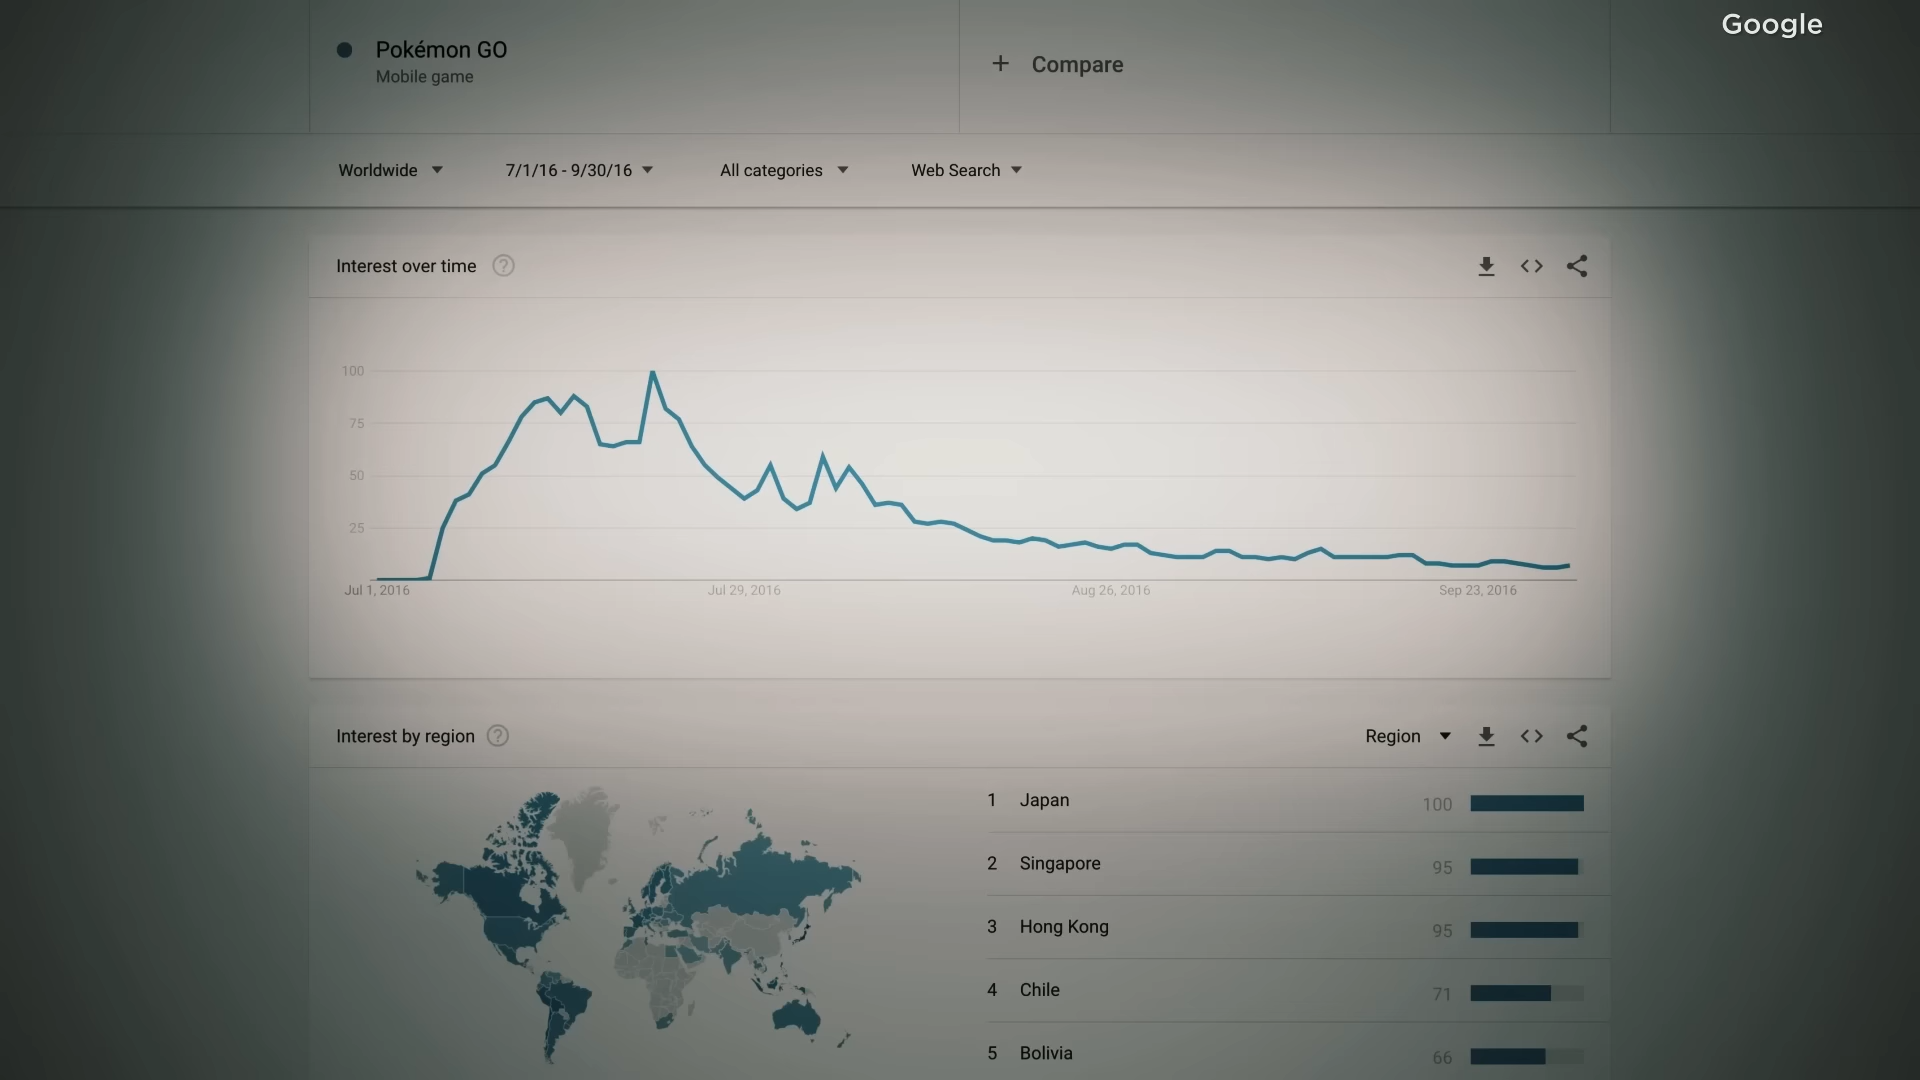 Google
Pokémon GO
Mobile game
+ Compare
Worldwide
7/1/16 - 9/30/16
All categories
Web Search
Interest over time ?
100
75
50
25
Jul 1, 2016
Jul 29, 2016
Aug 26, 2016
Sep 23, 2016
Interest by region ?
Region
1 Japan 100
2 Singapore 95
3 Hong Kong 95
4 Chile 71
5 Bolivia 66